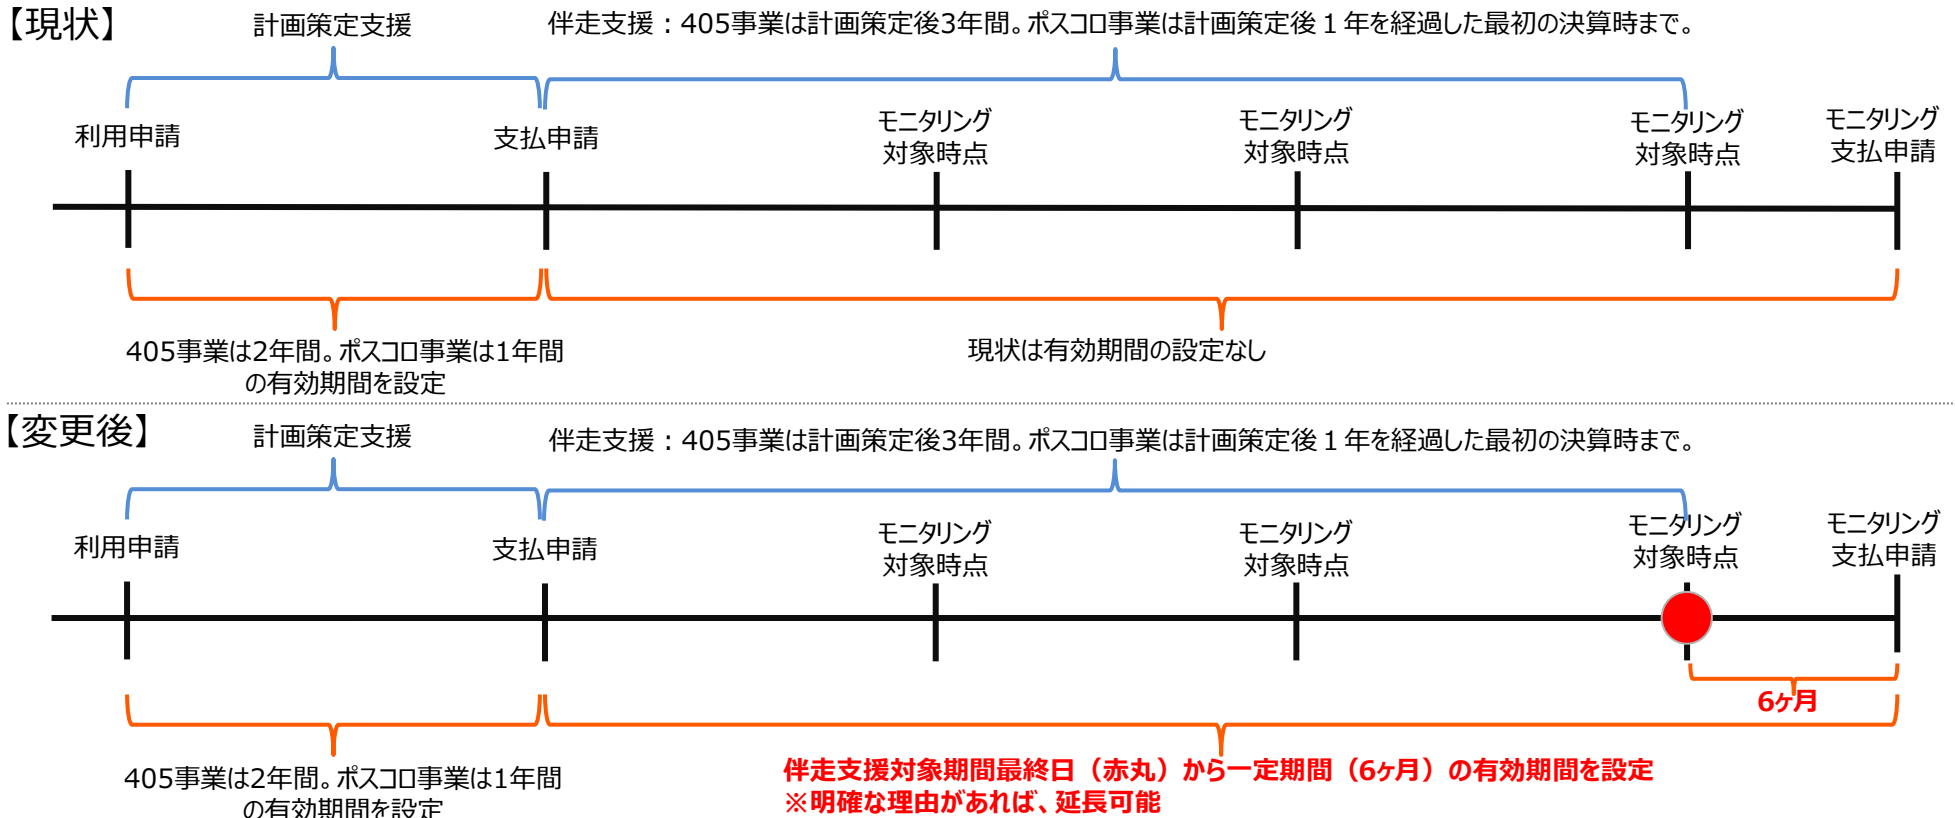 【現状】
計画策定支援
伴走支援：405事業は計画策定後3年間。ポスコロ事業は計画策定後１年を経過した最初の決算時まで。
利用申請
支払申請
モニタリング
対象時点
モニタリング
対象時点
モニタリング
対象時点
モニタリング
支払申請
405事業は2年間。ポスコロ事業は1年間
の有効期間を設定
現状は有効期間の設定なし
【変更後】
計画策定支援
伴走支援：405事業は計画策定後3年間。ポスコロ事業は計画策定後１年を経過した最初の決算時まで。
利用申請
支払申請
モニタリング
対象時点
モニタリング
対象時点
モニタリング
対象時点
モニタリング
支払申請
6ヶ月
405事業は2年間。ポスコロ事業は1年間
の有効期間を設定
伴走支援対象期間最終日（赤丸）から一定期間（6ヶ月）の有効期間を設定
※明確な理由があれば、延長可能